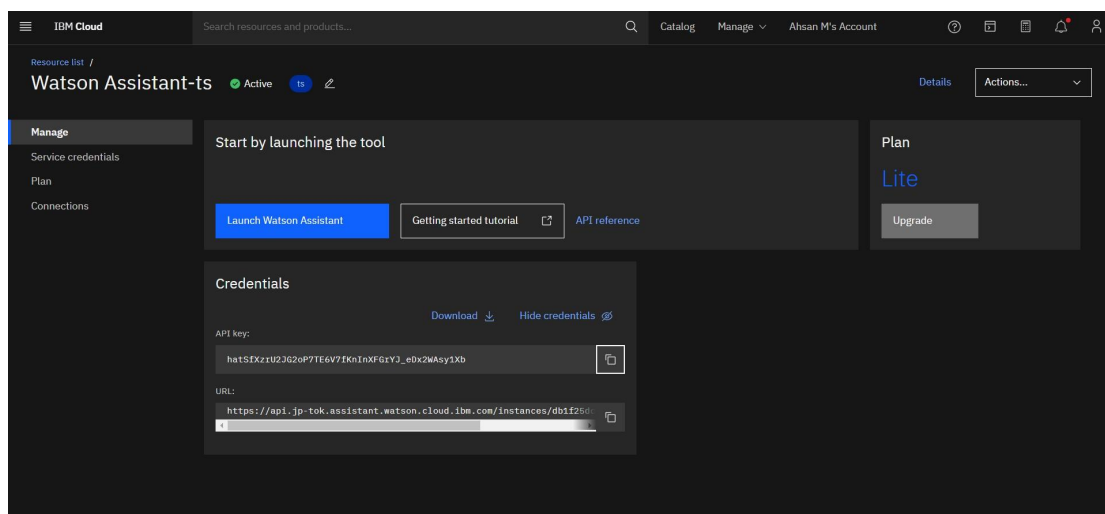 IBM Cloud
Search resources and products...
Catalog
Manage
Ahsan M's Account
Resource list /
Watson Assistant-ts
Active
ts
Details
Actions...
Manage
Service credentials
Plan
Connections
Start by launching the tool
Launch Watson Assistant
Getting started tutorial
API reference
Plan
Lite
Upgrade
Credentials
Download
Hide credentials
API key:
hatSfXzrU2JG2oP7TE6V7fKnInXFGrYJ_eDx2WAsy1Xb
URL:
https://api.jp-tok.assistant.watson.cloud.ibm.com/instances/db1f25dc